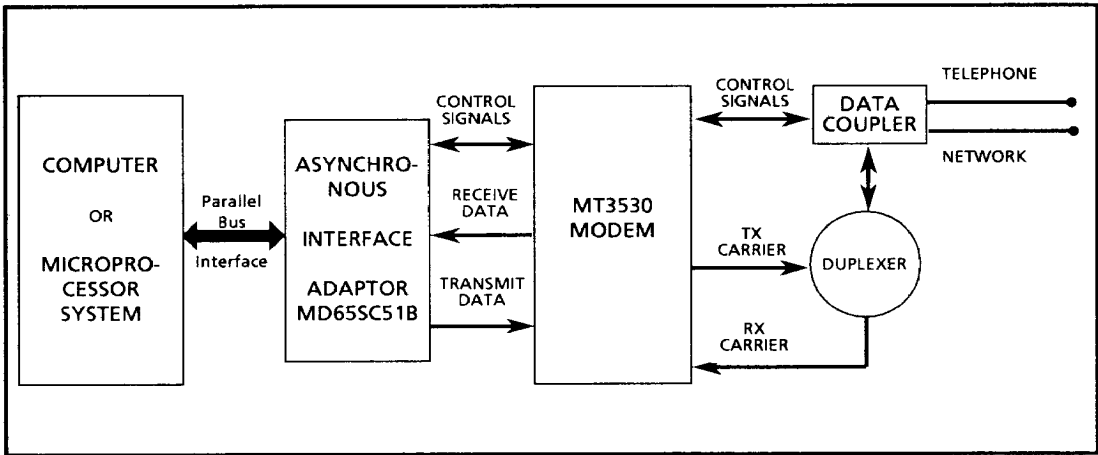 COMPUTER
OR
MICROPRO-
CESSOR
SYSTEM
Parallel
Bus
Interface
ASYNCHRO-
NOUS
INTERFACE
ADAPTOR
MD65SC51B
CONTROL
SIGNALS
RECEIVE
DATA
TRANSMIT
DATA
MT3530
MODEM
CONTROL
SIGNALS
TX
CARRIER
RX
CARRIER
DATA
COUPLER
DUPLEXER
TELEPHONE
NETWORK